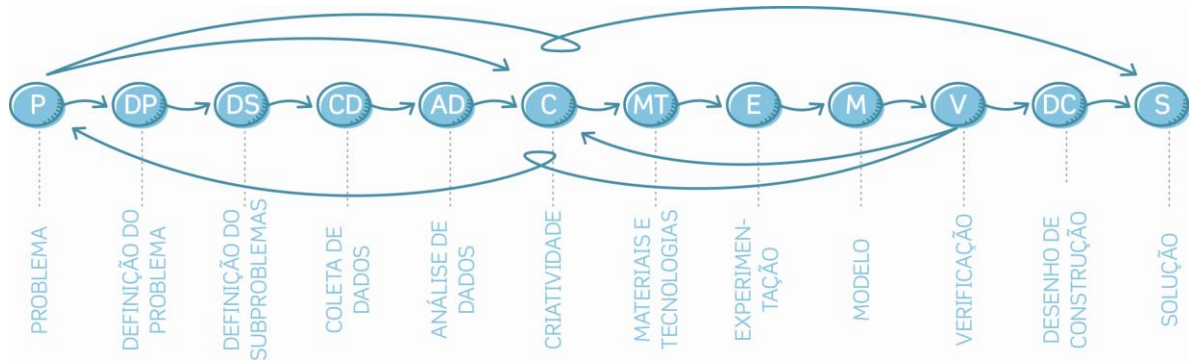 P
DP
DS
CD
AD
C
MT
E
M
V
DC
S
PROBLEMA
DEFINIÇÃO DO
PROBLEMA
DEFINIÇÃO DO
SUBPROBLEMAS
COLETA DE
DADOS
ANÁLISE DE
DADOS
CRIATIVIDADE
MATERIAIS E
TECNOLOGIAS
EXPERIMEN-
TAÇÃO
MODELO
VERIFICAÇÃO
DESENHO DE
CONSTRUÇÃO
SOLUÇÃO